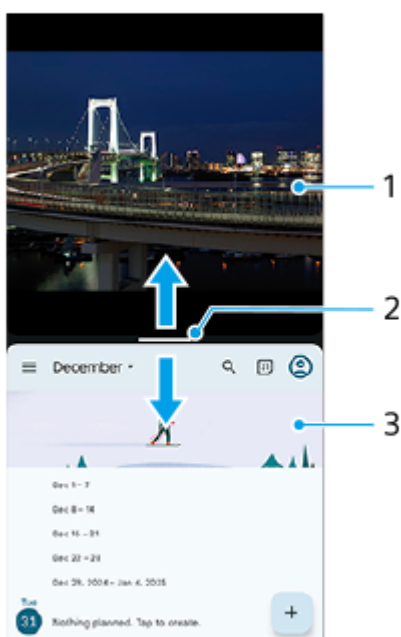 1
2
December
3
Dec 1 – 7
Dec 8 – 14
Dec 15 – 21
Dec 22 – 28
Dec 29, 2024 – Jan 4, 2025
Tue
31 Nothing planned. Tap to create.
+